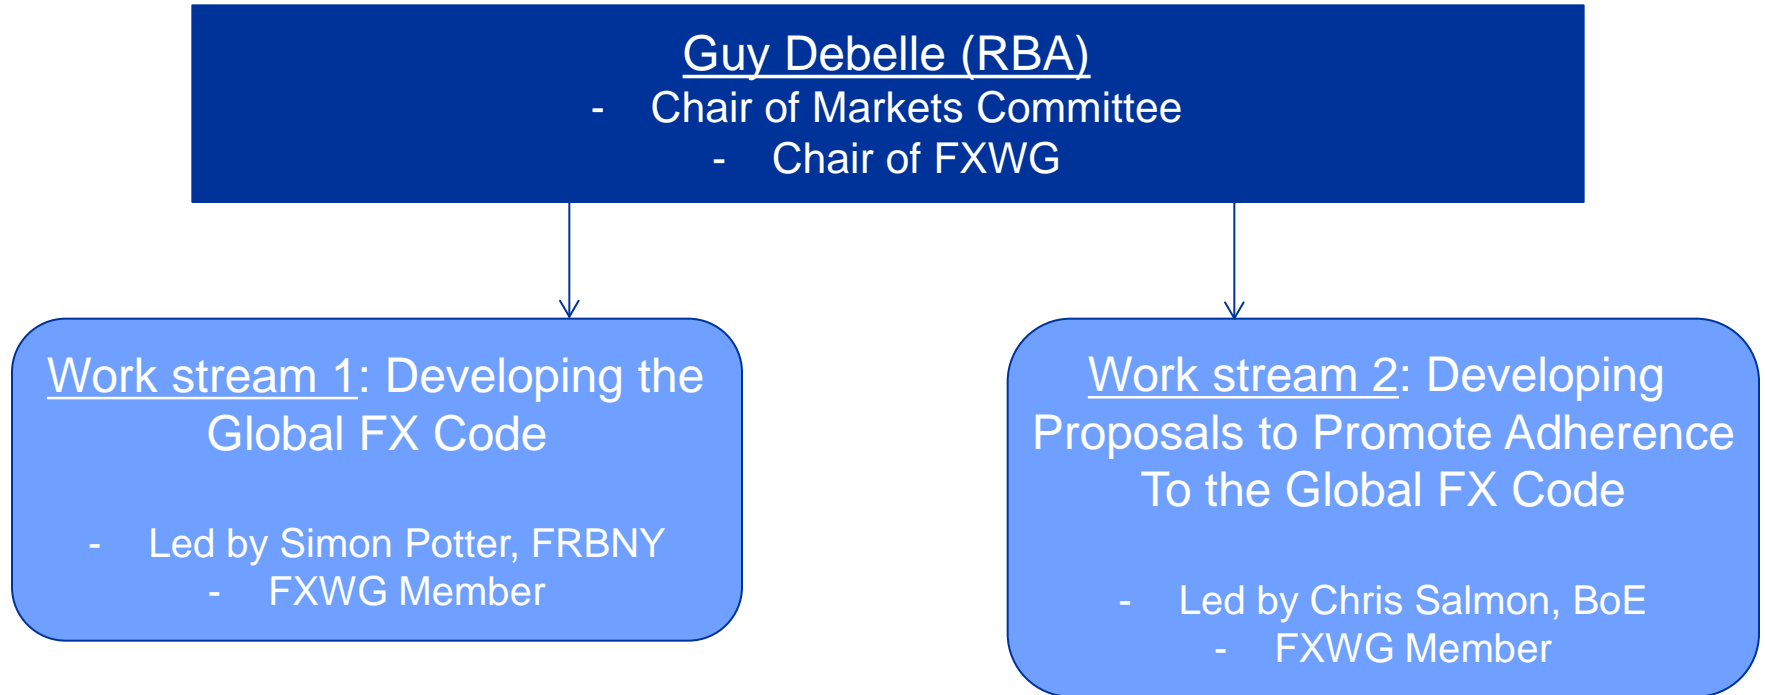 Guy Debelle (RBA)
- Chair of Markets Committee
- Chair of FXWG
Work stream 1: Developing the
Global FX Code
- Led by Simon Potter, FRBNY
- FXWG Member
Work stream 2: Developing
Proposals to Promote Adherence
To the Global FX Code
- Led by Chris Salmon, BoE
- FXWG Member